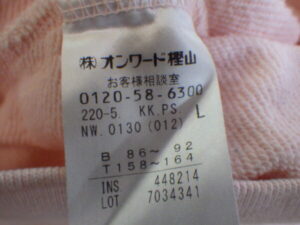 ㈱オンワード樫山
お客様相談室
0120-58-6300
220-5 KK.PS. L
NW. 0130 (012)
B 86～ 92
T 158～164
INS 448214
LOT 7034341